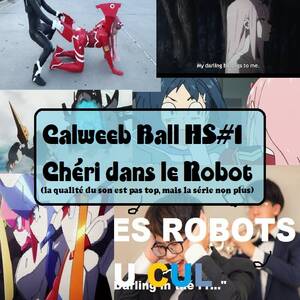 My darling belongs to me.
Calweeb Ball HS#1
Chéri dans le Robot
(la qualité du son est pas top, mais la série non plus)
ES ROBOTS
U CUL
Darling in the Fr..."